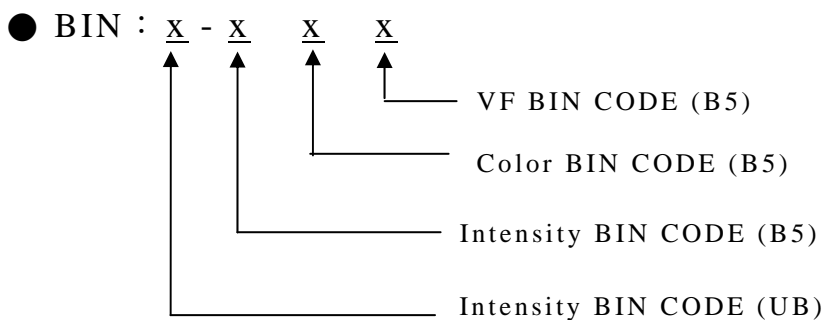 ● BIN : x - x x x
VF BIN CODE (B5)
Color BIN CODE (B5)
Intensity BIN CODE (B5)
Intensity BIN CODE (UB)